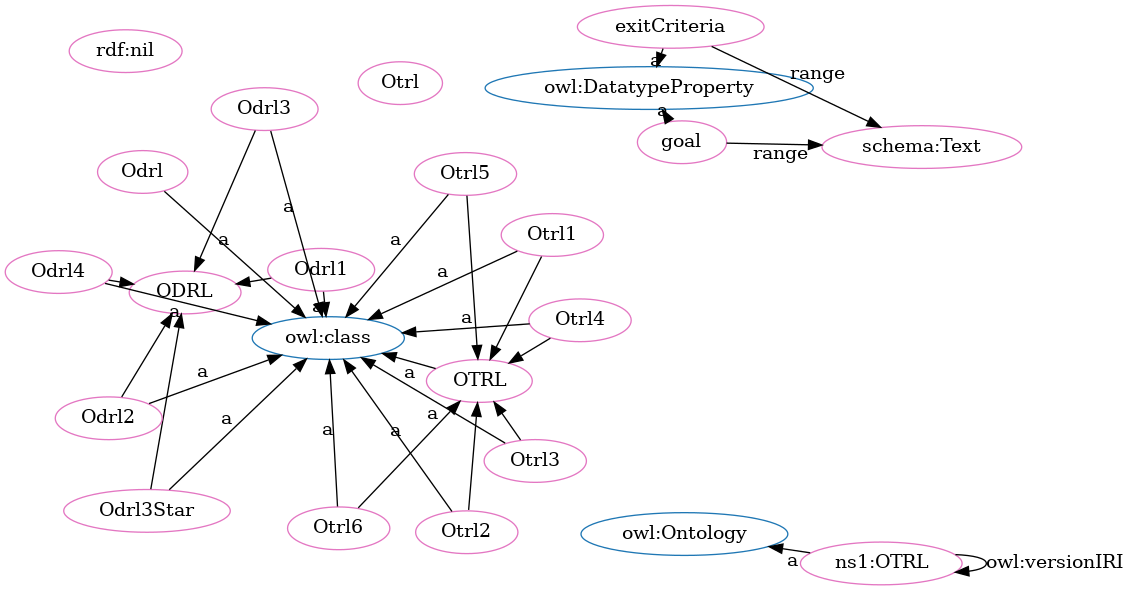 exitCriteria
rdf:nil
a
range
Otrl
owl:DatatypeProperty
Odrl3
a
goal
range
schema:Text
Odrl
Otrl5
a
Otrl1
a
a
a
Odrl4
Odrl1
ODRL
a
a
a
Otrl4
owl:class
a
OTRL
a
Odrl2
a
a
a
a
Otrl3
Odrl3Star
Otrl6
Otrl2
owl:Ontology
a
ns1:OTRL
owl:versionIRI